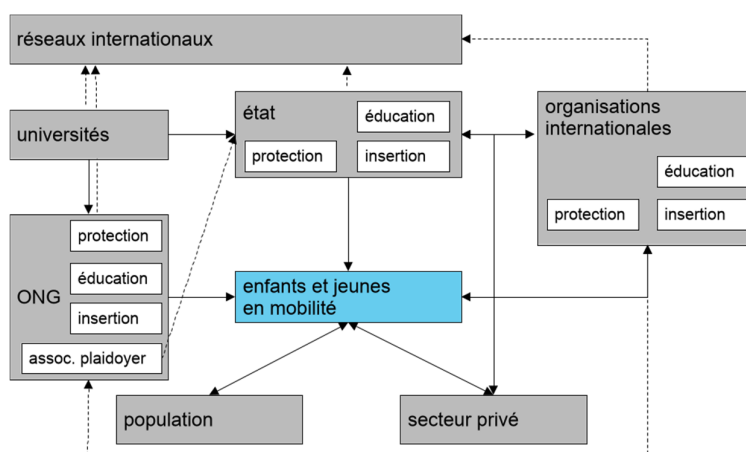 réseaux internationaux
universités
état
éducation
protection
insertion
organisations
internationales
éducation
protection
insertion
ONG
protection
éducation
insertion
assoc. plaidoyer
enfants et jeunes
en mobilité
population
secteur privé